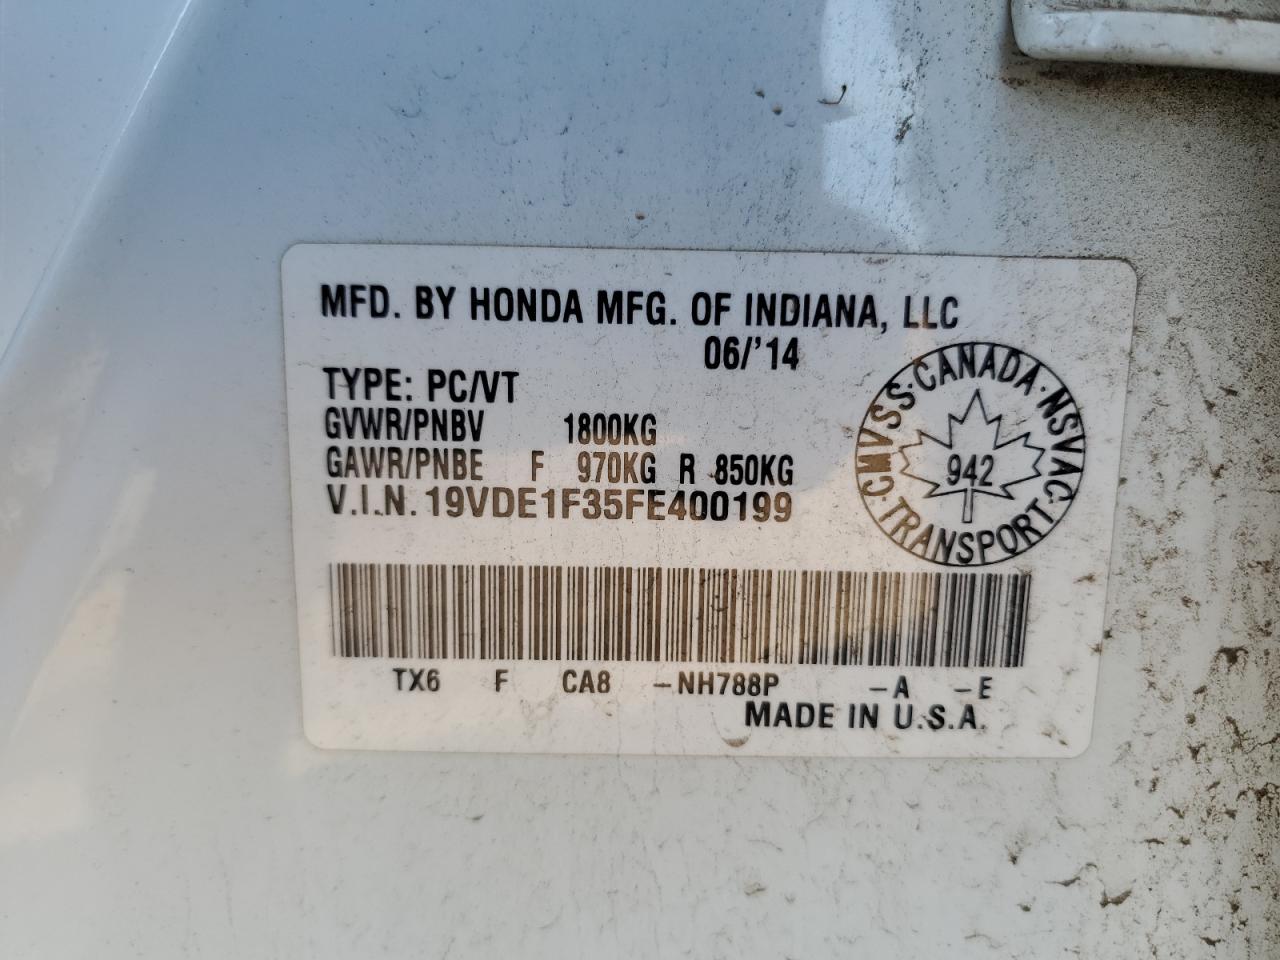 MFD. BY HONDA MFG. OF INDIANA, LLC
06/'14
TYPE: PC/VT
GVWR/PNBV 1800KG
GAWR/PNBE F 970KG R 850KG
V.I.N. 19VDE1F35FE400199
CMVSS·CANADA·NSVAC·TRANSPORT·
942
TX6 F CA8 -NH788P -A -E
MADE IN U.S.A.